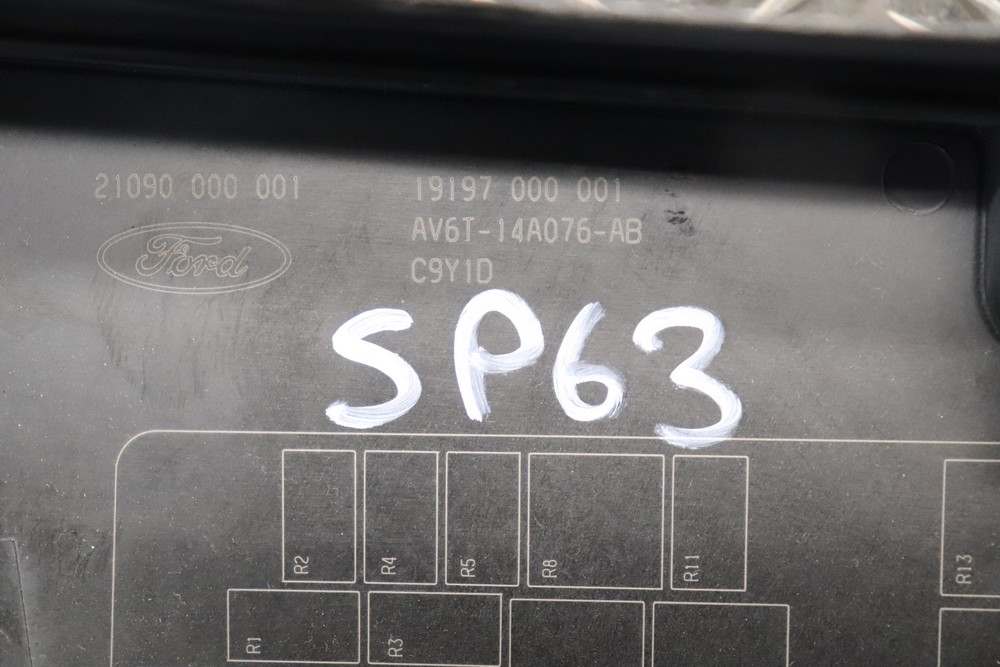 21090 000 001
19197 000 001
AV6T-14A076-AB
C9Y1D
Ford
SP63
R2
R4
R5
R8
R11
R13
R1
R3